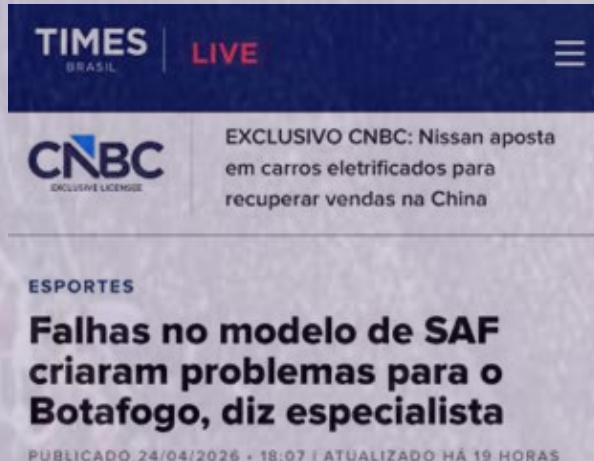 TIMES
BRASIL
LIVE
CNBC
EXCLUSIVE LICENSEE
EXCLUSIVO CNBC: Nissan aposta
em carros eletrificados para
recuperar vendas na China
ESPORTES
Falhas no modelo de SAF
criaram problemas para o
Botafogo, diz especialista
PUBLICADO 24/04/2026 • 18:07 | ATUALIZADO HÁ 19 HORAS